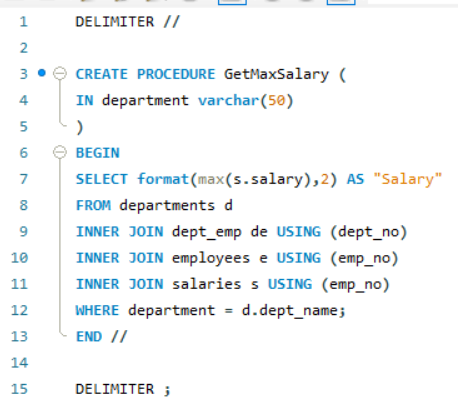 1 DELIMITER //
2
3 CREATE PROCEDURE GetMaxSalary (
4 IN department varchar(50)
5 )
6 BEGIN
7 SELECT format(max(s.salary),2) AS "Salary"
8 FROM departments d
9 INNER JOIN dept_emp de USING (dept_no)
10 INNER JOIN employees e USING (emp_no)
11 INNER JOIN salaries s USING (emp_no)
12 WHERE department = d.dept_name;
13 END //
14
15 DELIMITER ;